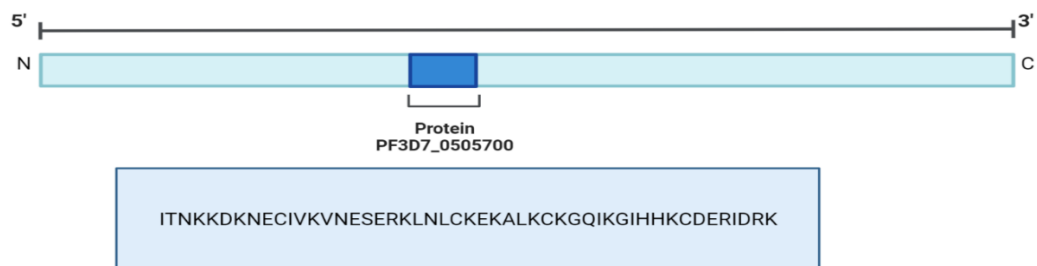 5' 3'
N C
Protein
PF3D7_0505700
ITNKKDKNECIVKVNESERKLNLCKEKALKCKGQIKGIHHKCDERIDRK